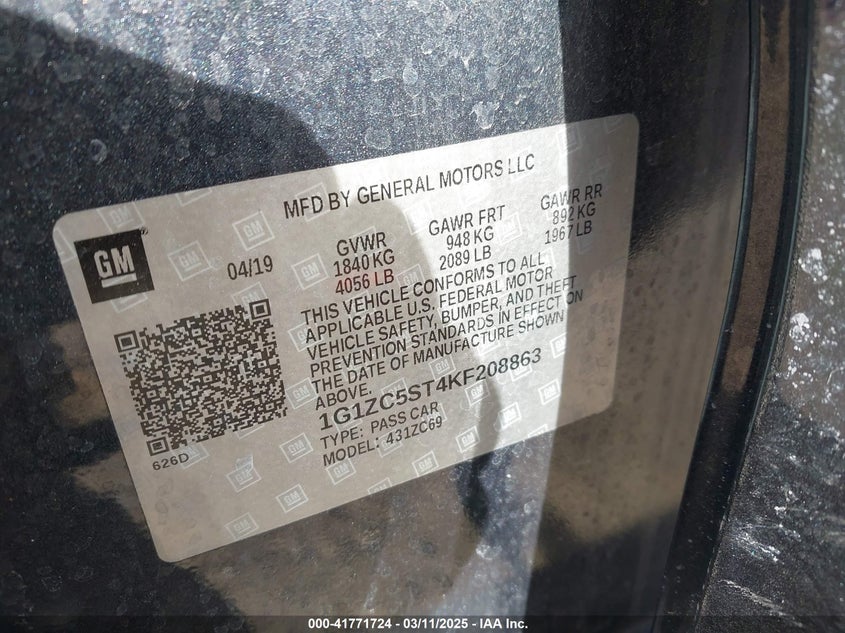 MFD BY GENERAL MOTORS LLC
GM
04/19
GVWR
1840 KG
4056 LB
GAWR FRT
948 KG
2089 LB
GAWR RR
892 KG
1967 LB
THIS VEHICLE CONFORMS TO ALL
APPLICABLE U.S. FEDERAL MOTOR
VEHICLE SAFETY, BUMPER, AND THEFT
PREVENTION STANDARDS IN EFFECT ON
THE DATE OF MANUFACTURE SHOWN
ABOVE.
1G1ZC5ST4KF208863
TYPE: PASS CAR
MODEL: 431ZC69
626D
000-41771724 / 03/11/2025 - IAA Inc.